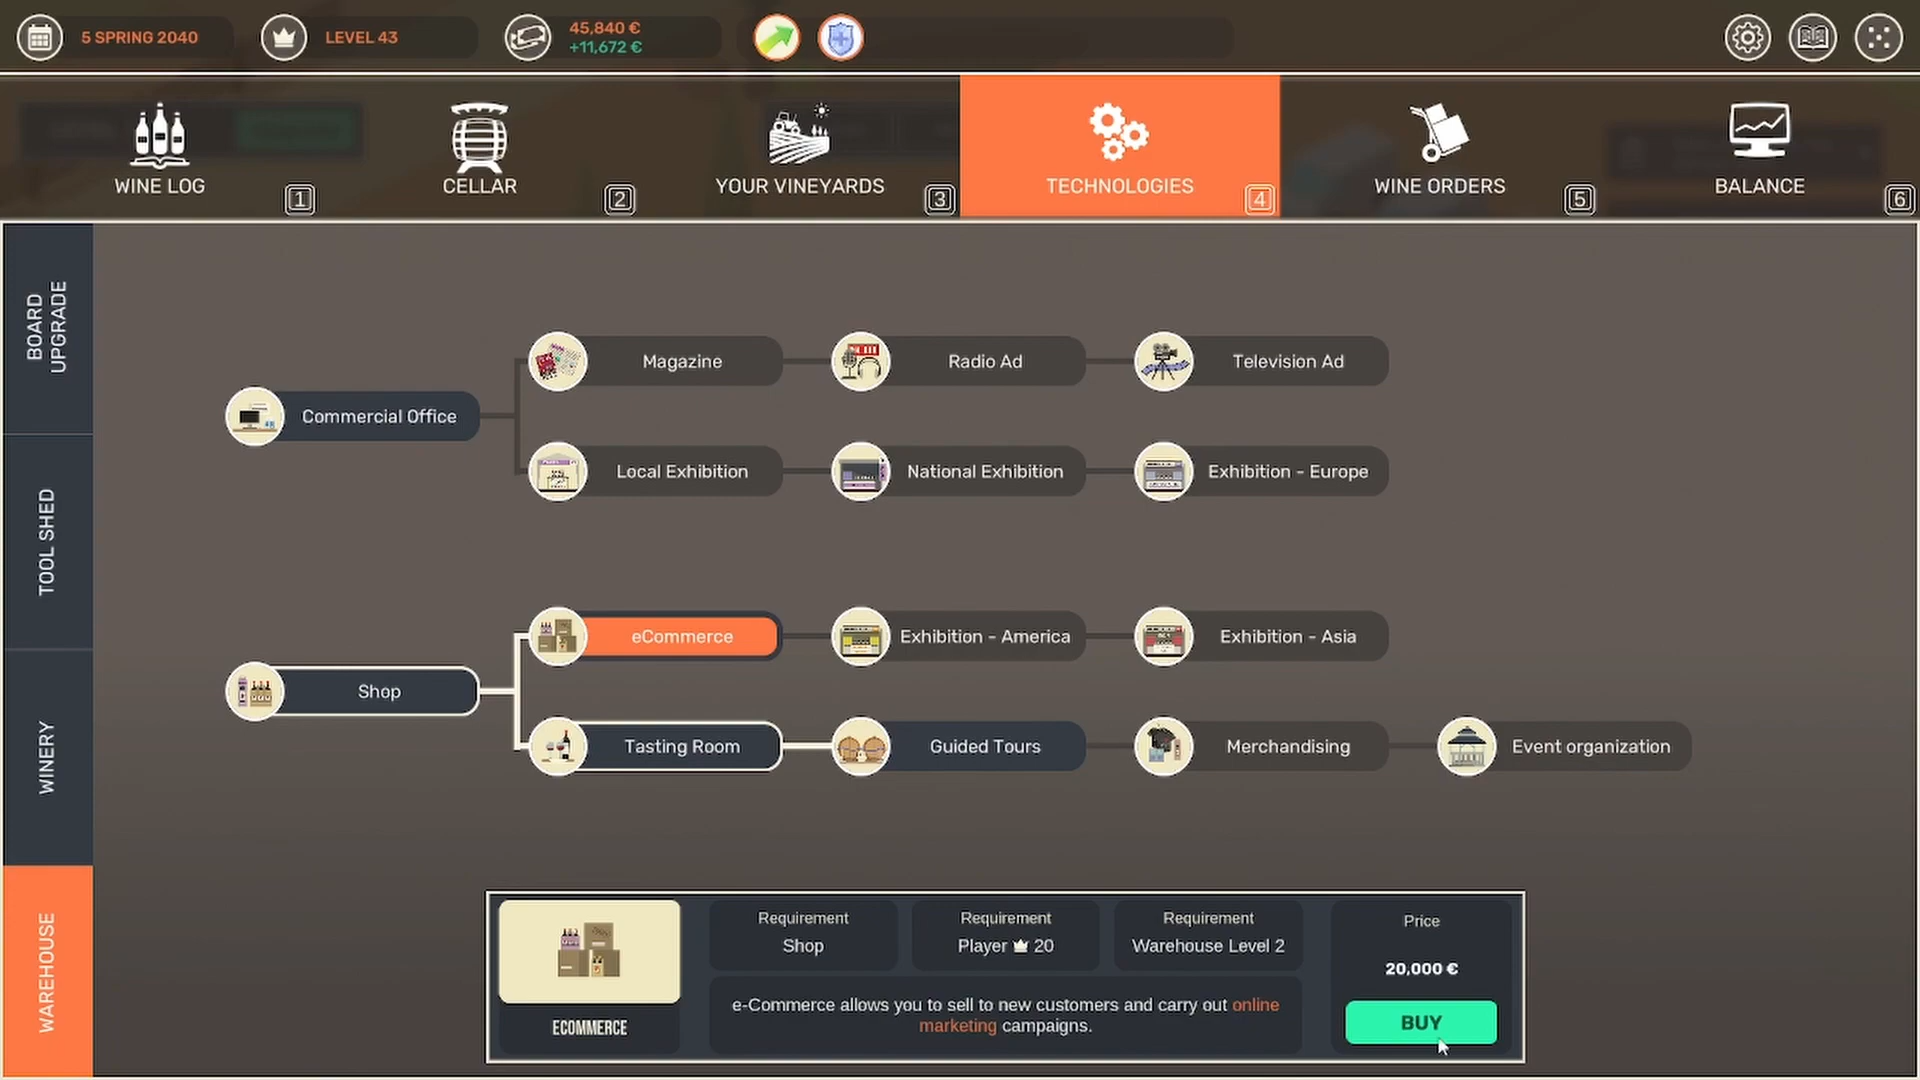 5 SPRING 2040
LEVEL 43
45,840 €
+11,672 €
WINE LOG
1
CELLAR
2
YOUR VINEYARDS
3
TECHNOLOGIES
4
WINE ORDERS
5
BALANCE
6
BOARD
UPGRADE
TOOL SHED
WINERY
WAREHOUSE
Magazine
Radio Ad
Television Ad
Commercial Office
Local Exhibition
National Exhibition
Exhibition - Europe
eCommerce
Exhibition - America
Exhibition - Asia
Shop
Tasting Room
Guided Tours
Merchandising
Event organization
Requirement
Shop
Requirement
Player 20
Requirement
Warehouse Level 2
Price
20,000 €
e-Commerce allows you to sell to new customers and carry out online
marketing campaigns.
ECOMMERCE
BUY